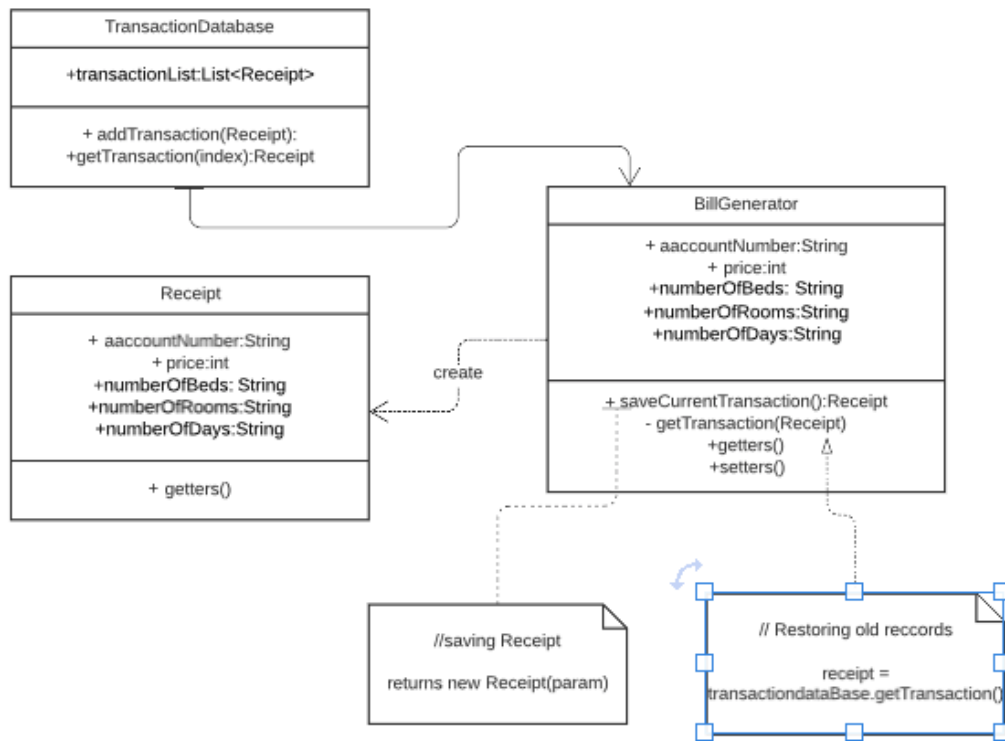 TransactionDatabase
+transactionList:List<Receipt>
+ addTransaction(Receipt):
+getTransaction(index):Receipt
BillGenerator
+ aaccountNumber:String
+ price:int
+numberOfBeds: String
+numberOfRooms:String
+numberOfDays:String
+ saveCurrentTransaction():Receipt
- getTransaction(Receipt)
+getters()
+setters()
Receipt
+ aaccountNumber:String
+ price:int
+numberOfBeds: String
+numberOfRooms:String
+numberOfDays:String
+ getters()
create
//saving Receipt
returns new Receipt(param)
// Restoring old reccords
receipt =
transactiondataBase.getTransaction()